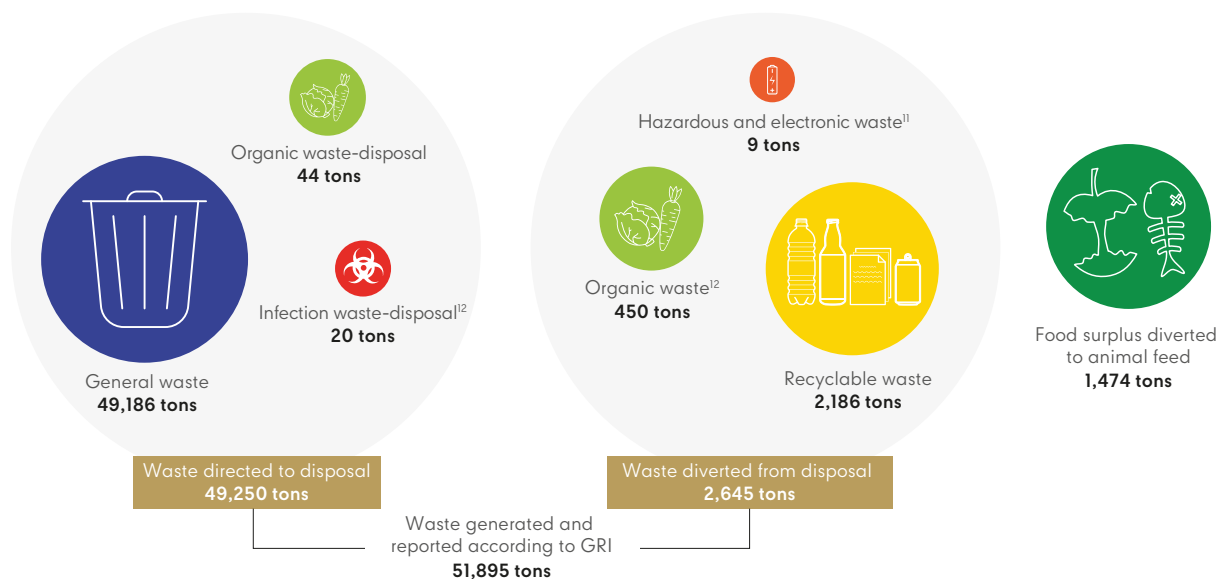 Organic waste-disposal
44 tons
Infection waste-disposal¹²
20 tons
General waste
49,186 tons
Waste directed to disposal
49,250 tons
Hazardous and electronic waste¹¹
9 tons
Organic waste¹²
450 tons
Recyclable waste
2,186 tons
Waste diverted from disposal
2,645 tons
Food surplus diverted
to animal feed
1,474 tons
Waste generated and
reported according to GRI
51,895 tons